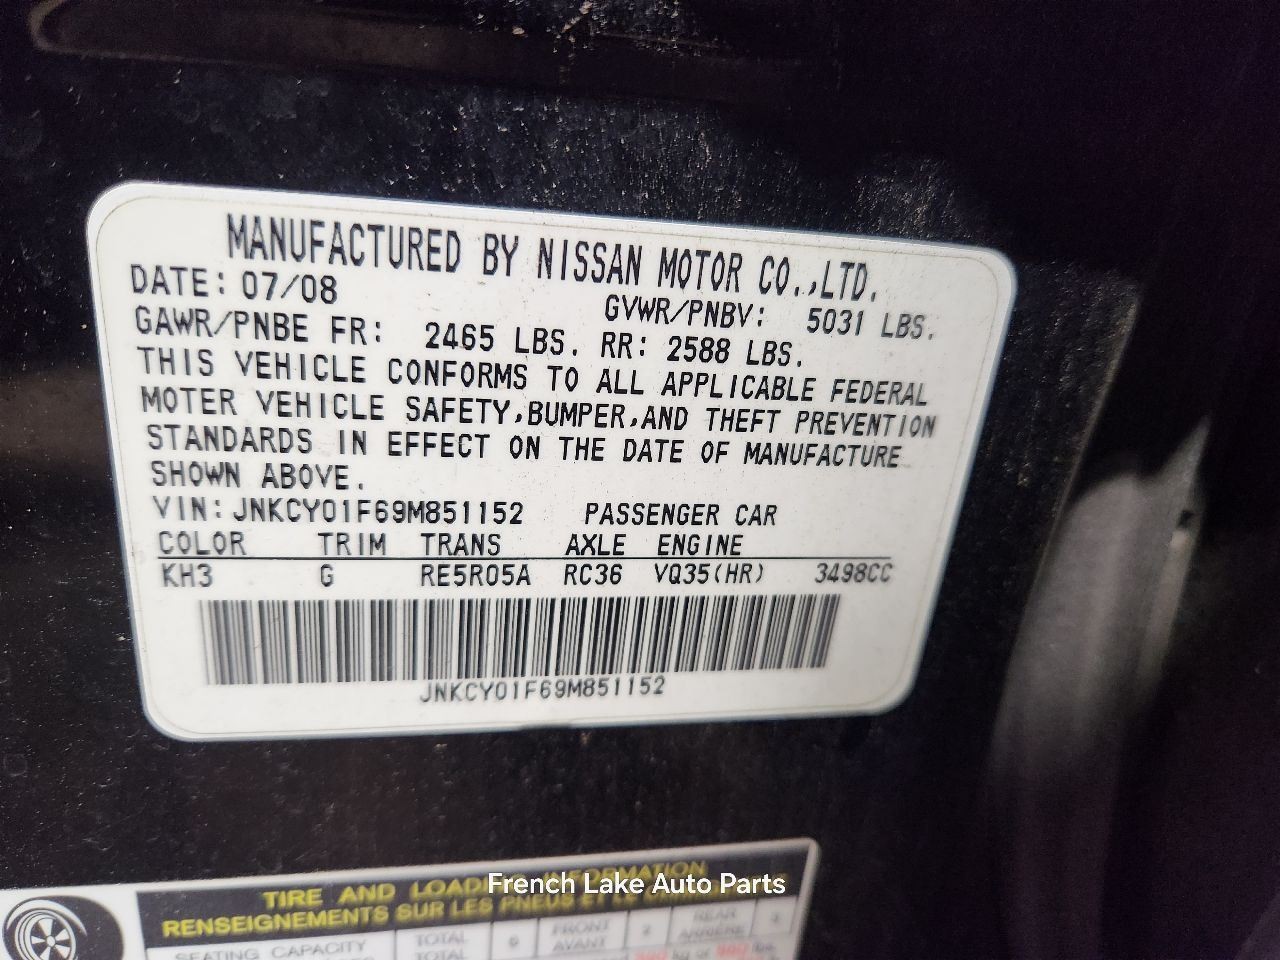 MANUFACTURED BY NISSAN MOTOR CO.,LTD.
DATE: 07/08
GVWR/PNBV: 5031 LBS.
GAWR/PNBE FR: 2465 LBS. RR: 2588 LBS.
THIS VEHICLE CONFORMS TO ALL APPLICABLE FEDERAL
MOTER VEHICLE SAFETY,BUMPER,AND THEFT PREVENTION
STANDARDS IN EFFECT ON THE DATE OF MANUFACTURE
SHOWN ABOVE.
VIN: JNKCY01F69M851152 PASSENGER CAR
COLOR TRIM TRANS AXLE ENGINE
KH3 G RE5R05A RC36 VQ35(HR) 3498CC
JNKCY01F69M851152
TIRE AND LOADING INFORMATION
French Lake Auto Parts
RENSEIGNEMENTS SUR LES PNEUS ET LE
SEATING CAPACITY TOTAL FRONT AVANT 2 REAR ARRIÈRE
TOTAL